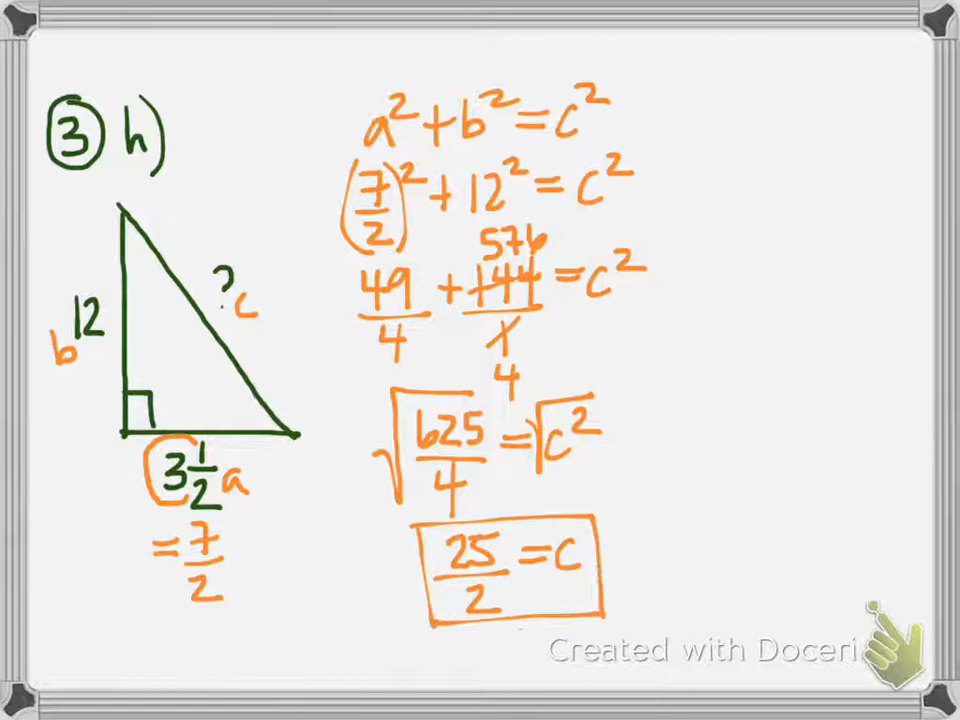 ③ h)
a² + b² = c²
(7/2)² + 12² = c²
576
49/4 + 144/1 = c²
4
√625/4 = √c²
25/2 = c
12
b
?
c
3 1/2 a
= 7/2
Created with Doceri